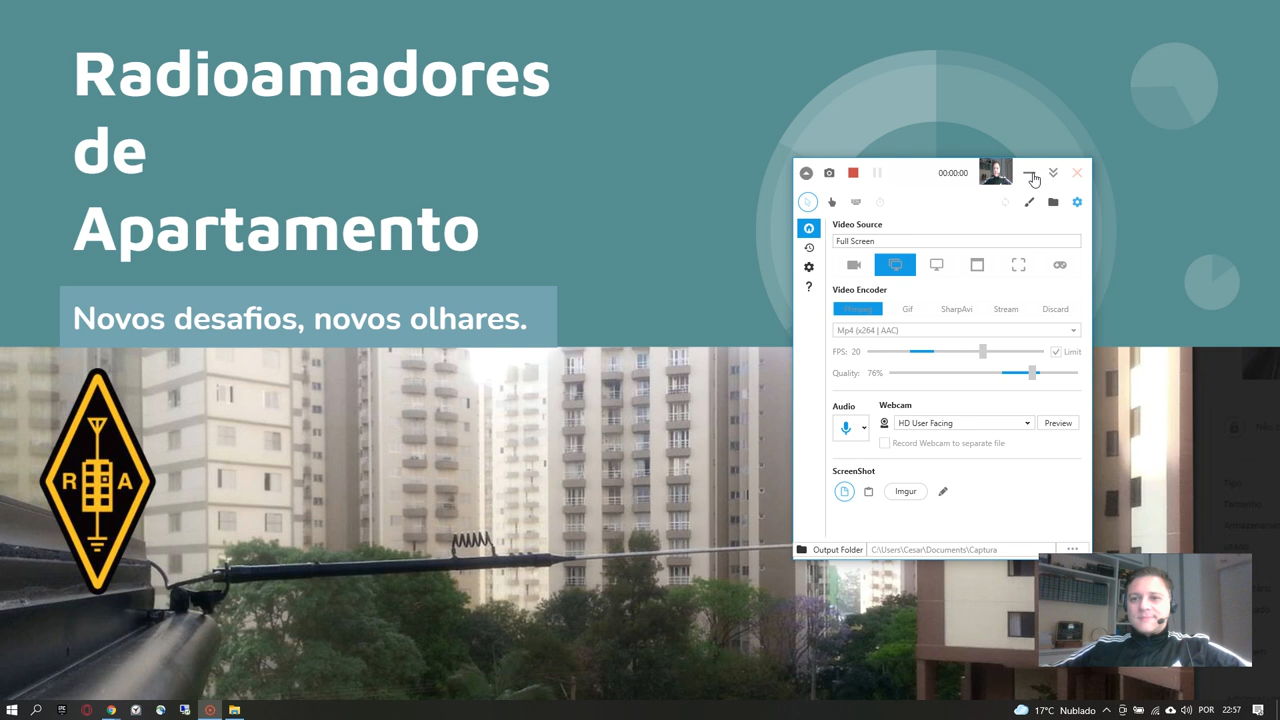 Radioamadores
de
Apartamento
Novos desafios, novos olhares.
R A
00:00:00
Video Source
Full Screen
Video Encoder
Gif
SharpAvi
Stream
Discard
Mp4 (x264 | AAC)
FPS: 20
Limit
Quality: 76%
Audio
Webcam
HD User Facing
Preview
Record Webcam to separate file
ScreenShot
Imgur
Output Folder
C:\Users\Cesar\Documents\Captura
...
17°C Nublado
POR
22:57